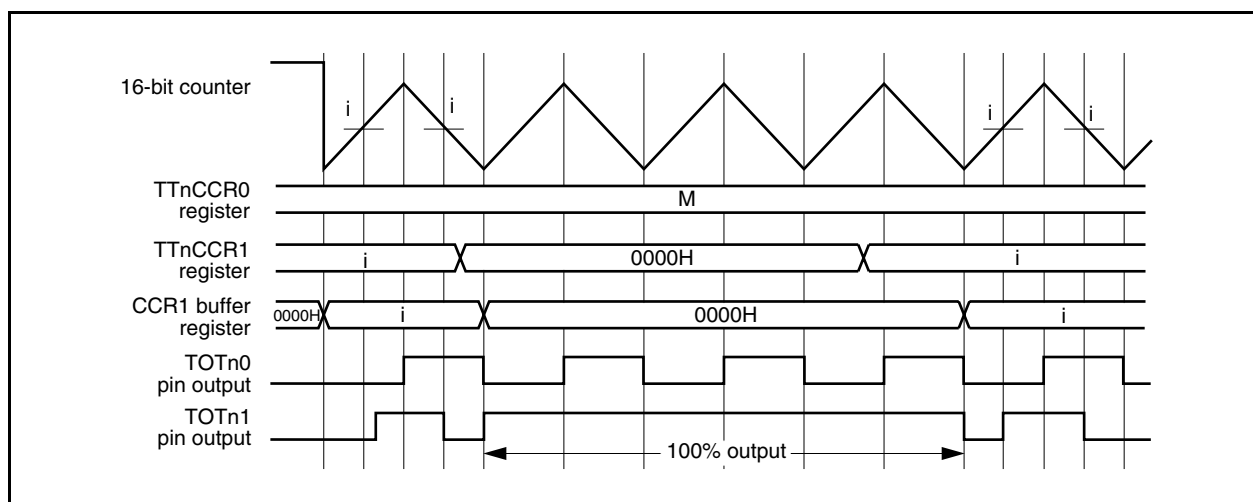 16-bit counter
i
i
i
i
TTnCCR0
register
M
TTnCCR1
register
i
0000H
i
CCR1 buffer
register
0000H
i
0000H
i
TOTn0
pin output
TOTn1
pin output
100% output